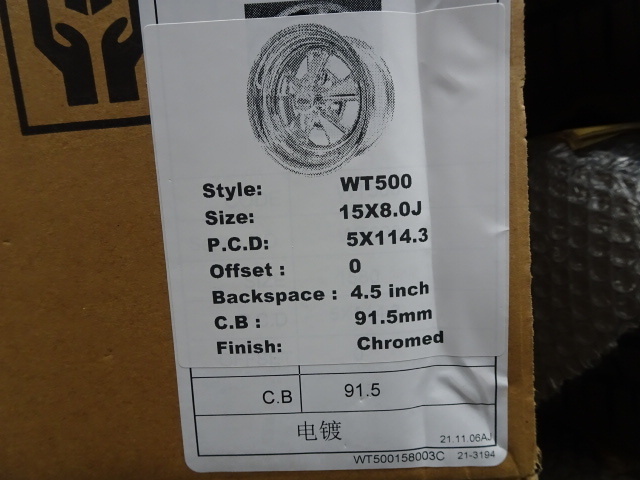 Style: WT500
Size: 15X8.0J
P.C.D: 5X114.3
Offset : 0
Backspace : 4.5 inch
C.B : 91.5mm
Finish: Chromed
C.B 91.5
电镀
21.11.06AJ
WT500158003C 21-3194